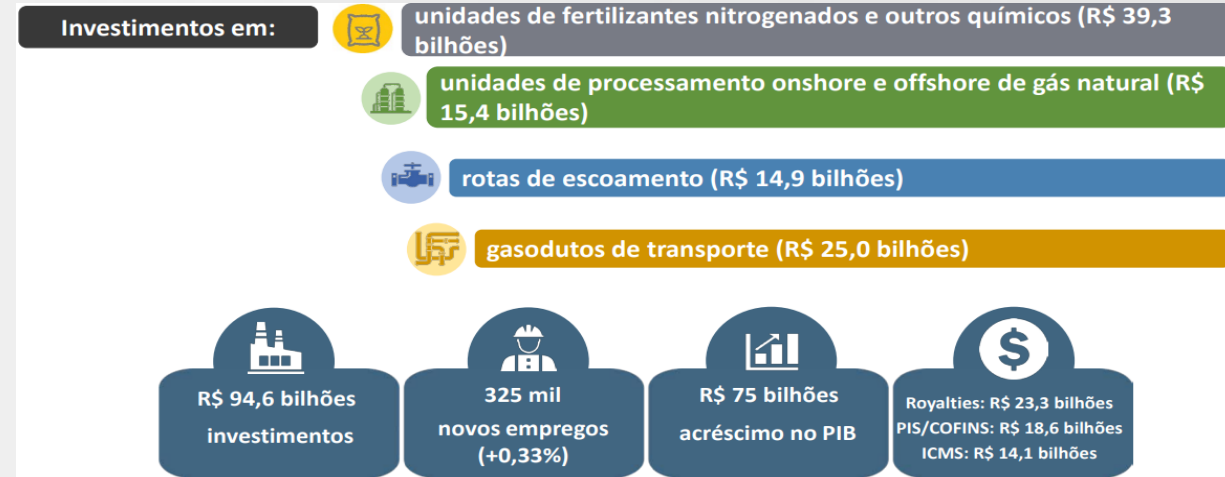 Investimentos em:
unidades de fertilizantes nitrogenados e outros químicos (R$ 39,3
bilhões)
unidades de processamento onshore e offshore de gás natural (R$
15,4 bilhões)
rotas de escoamento (R$ 14,9 bilhões)
gasodutos de transporte (R$ 25,0 bilhões)
R$ 94,6 bilhões
investimentos
325 mil
novos empregos
(+0,33%)
R$ 75 bilhões
acréscimo no PIB
$
Royalties: R$ 23,3 bilhões
PIS/COFINS: R$ 18,6 bilhões
ICMS: R$ 14,1 bilhões